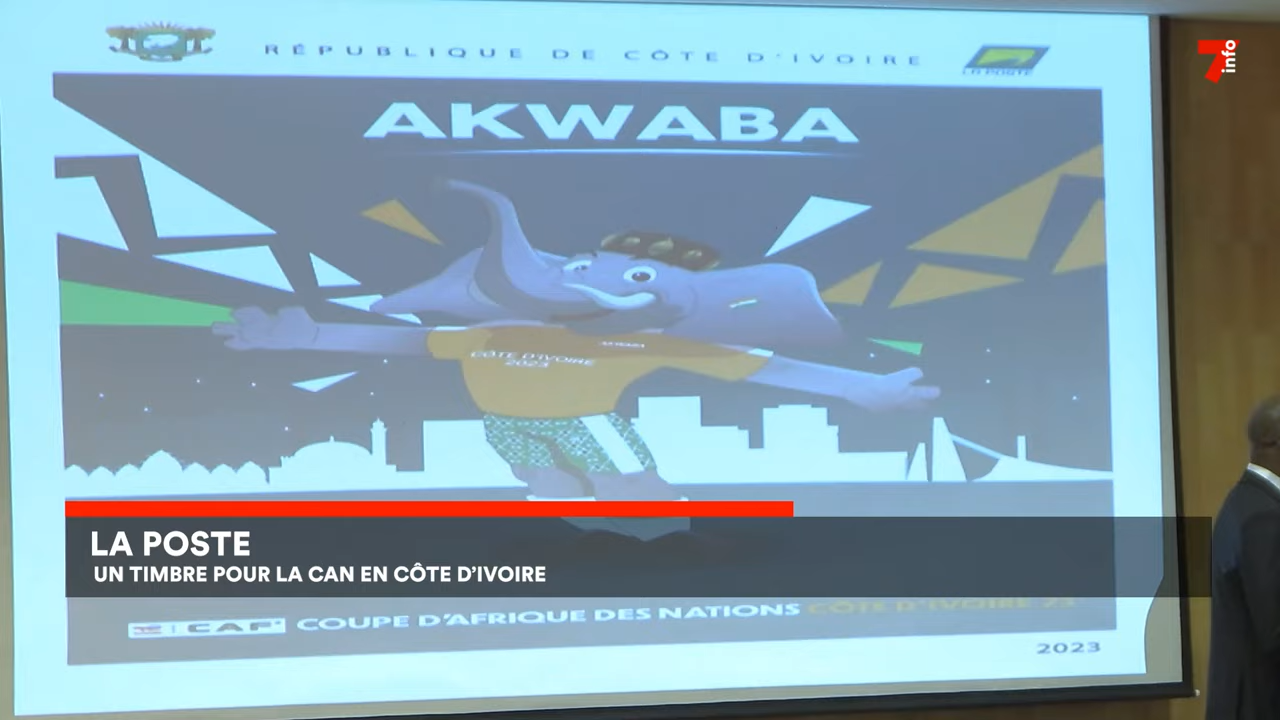 RÉPUBLIQUE DE CÔTE D'IVOIRE
LA POSTE
7info
AKWABA
AKWABA
CÔTE D'IVOIRE
2023
LA POSTE
UN TIMBRE POUR LA CAN EN CÔTE D'IVOIRE
CAF COUPE D'AFRIQUE DES NATIONS CÔTE D'IVOIRE 23
2023